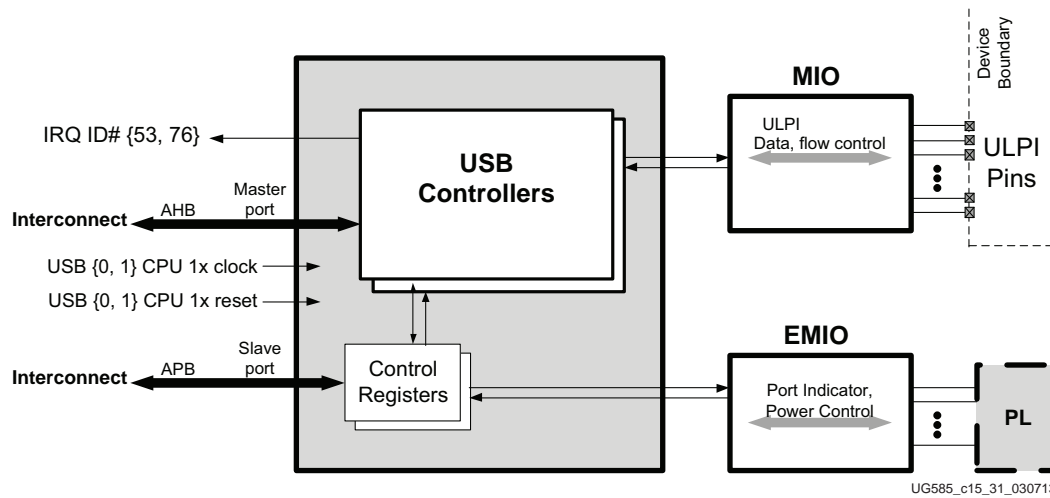 Device
Boundary
MIO
IRQ ID# {53, 76}
USB
Controllers
ULPI
Data, flow control
ULPI
Pins
Master
port
Interconnect
AHB
USB {0, 1} CPU 1x clock
USB {0, 1} CPU 1x reset
EMIO
Slave
port
Interconnect
APB
Control
Registers
Port Indicator,
Power Control
PL
UG585_c15_31_030713